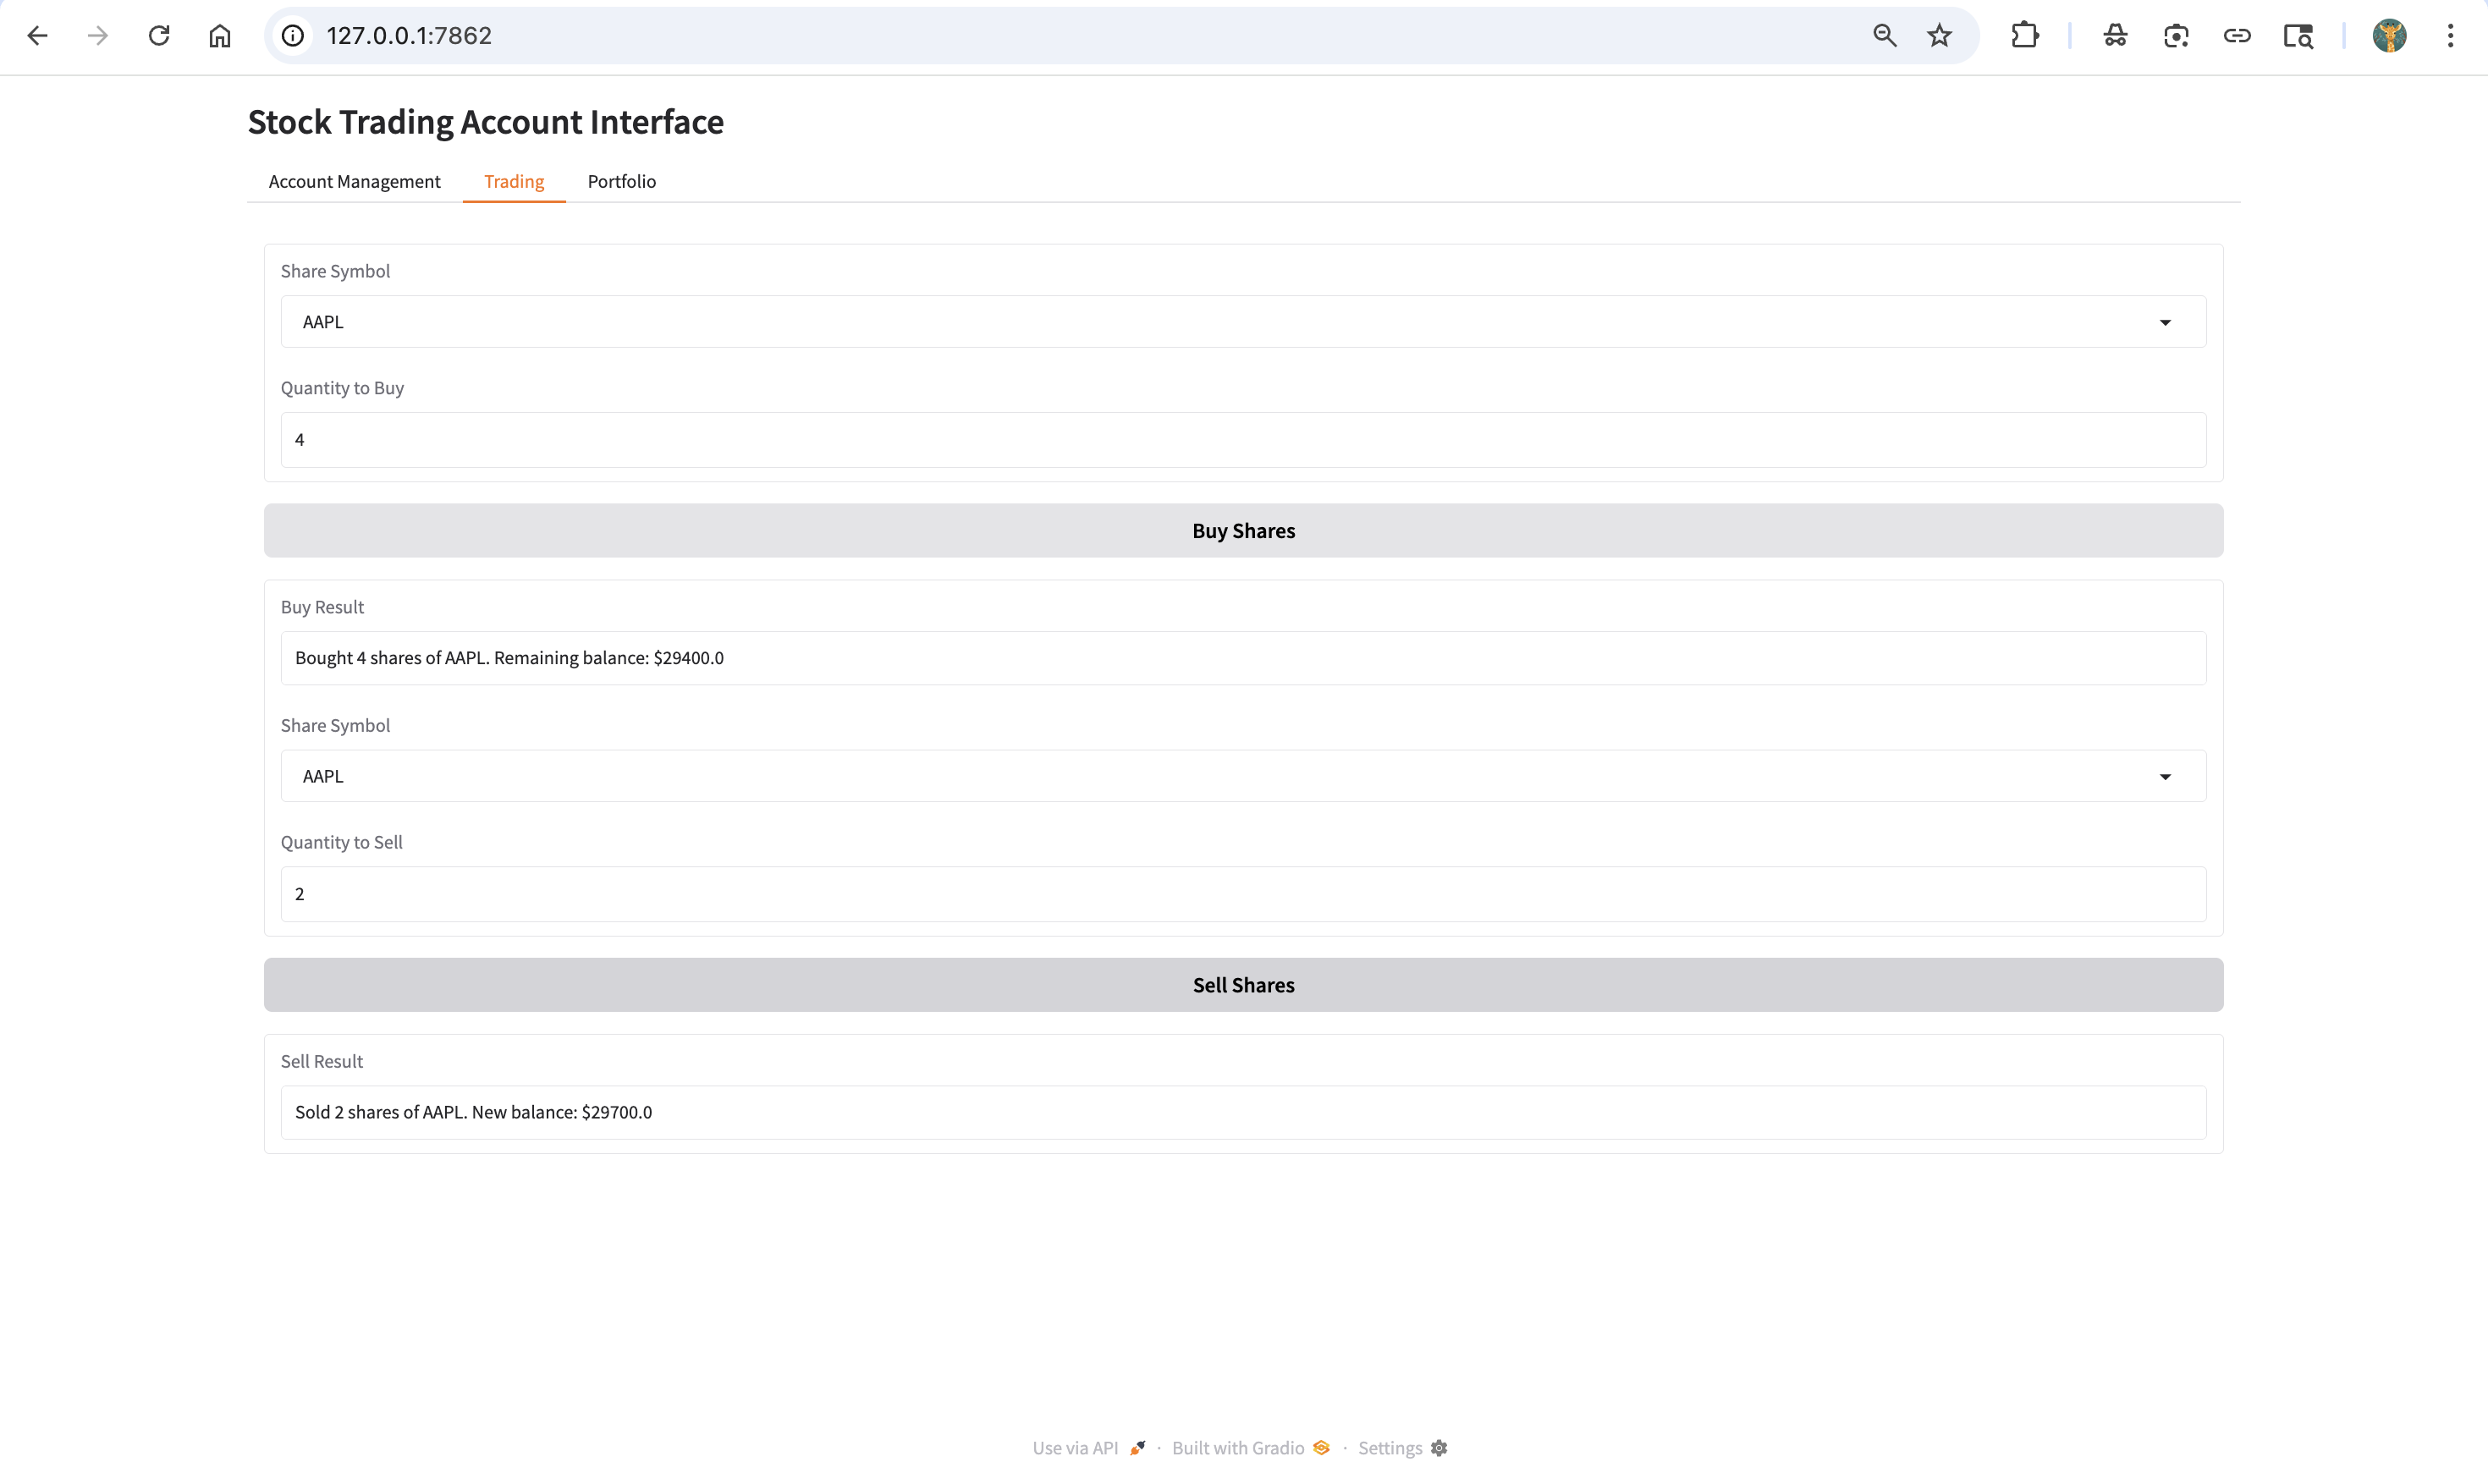 127.0.0.1:7862
Stock Trading Account Interface
Account Management Trading Portfolio
Share Symbol
AAPL
Quantity to Buy
4
Buy Shares
Buy Result
Bought 4 shares of AAPL. Remaining balance: $29400.0
Share Symbol
AAPL
Quantity to Sell
2
Sell Shares
Sell Result
Sold 2 shares of AAPL. New balance: $29700.0
Use via API · Built with Gradio · Settings